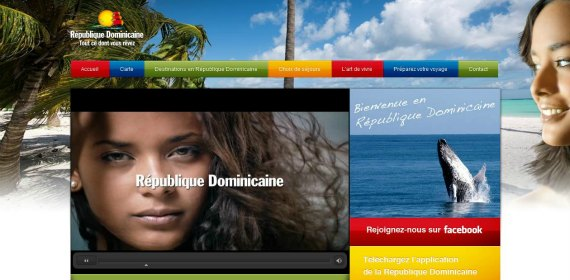 République Dominicaine
Tout ce dont vous rêvez
Accueil
Carte
Destinations en République Dominicaine
Choix de séjours
L'art de vivre
Préparez votre voyage
Contact
Bienvenue en
République Dominicaine
République Dominicaine
Rejoignez-nous sur facebook
Téléchargez l'application
de la République Dominicaine